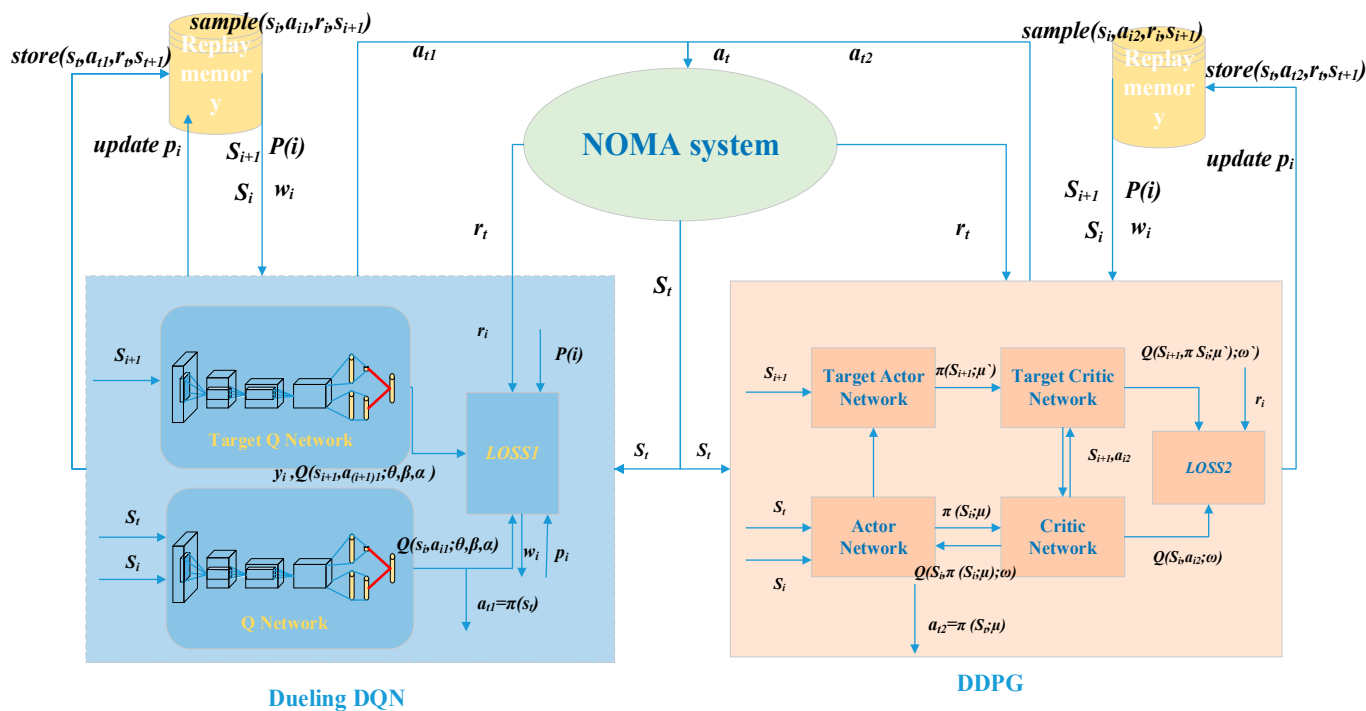 sample(si,ai1,ri,si+1)
Replay
memor
y
store(st,at1,rt,st+1)
update pi
Si+1 P(i)
Si wi
at1
at
at2
NOMA system
rt
rt
St
sample(si,ai2,ri,si+1)
Replay
memor
y
store(st,at2,rt,st+1)
update pi
Si+1 P(i)
Si wi
Si+1
Target Q Network
yi ,Q(si+1,a(i+1)1;θ,β,α )
ri
P(i)
LOSS1
St
Si
Q Network
Q(si,ai1;θ,β,α)
wi
pi
at1=π(st)
St
St
Si+1
Target Actor
Network
π(Si+1;μ`)
Target Critic
Network
Q(Si+1,π Si;μ`);ω`)
ri
Si+1,ai2
LOSS2
St
Si
Actor
Network
π (Si;μ)
Critic
Network
Q(Si,π (Si;μ);ω)
Q(Si,ai2;ω)
at2=π (St;μ)
Dueling DQN
DDPG